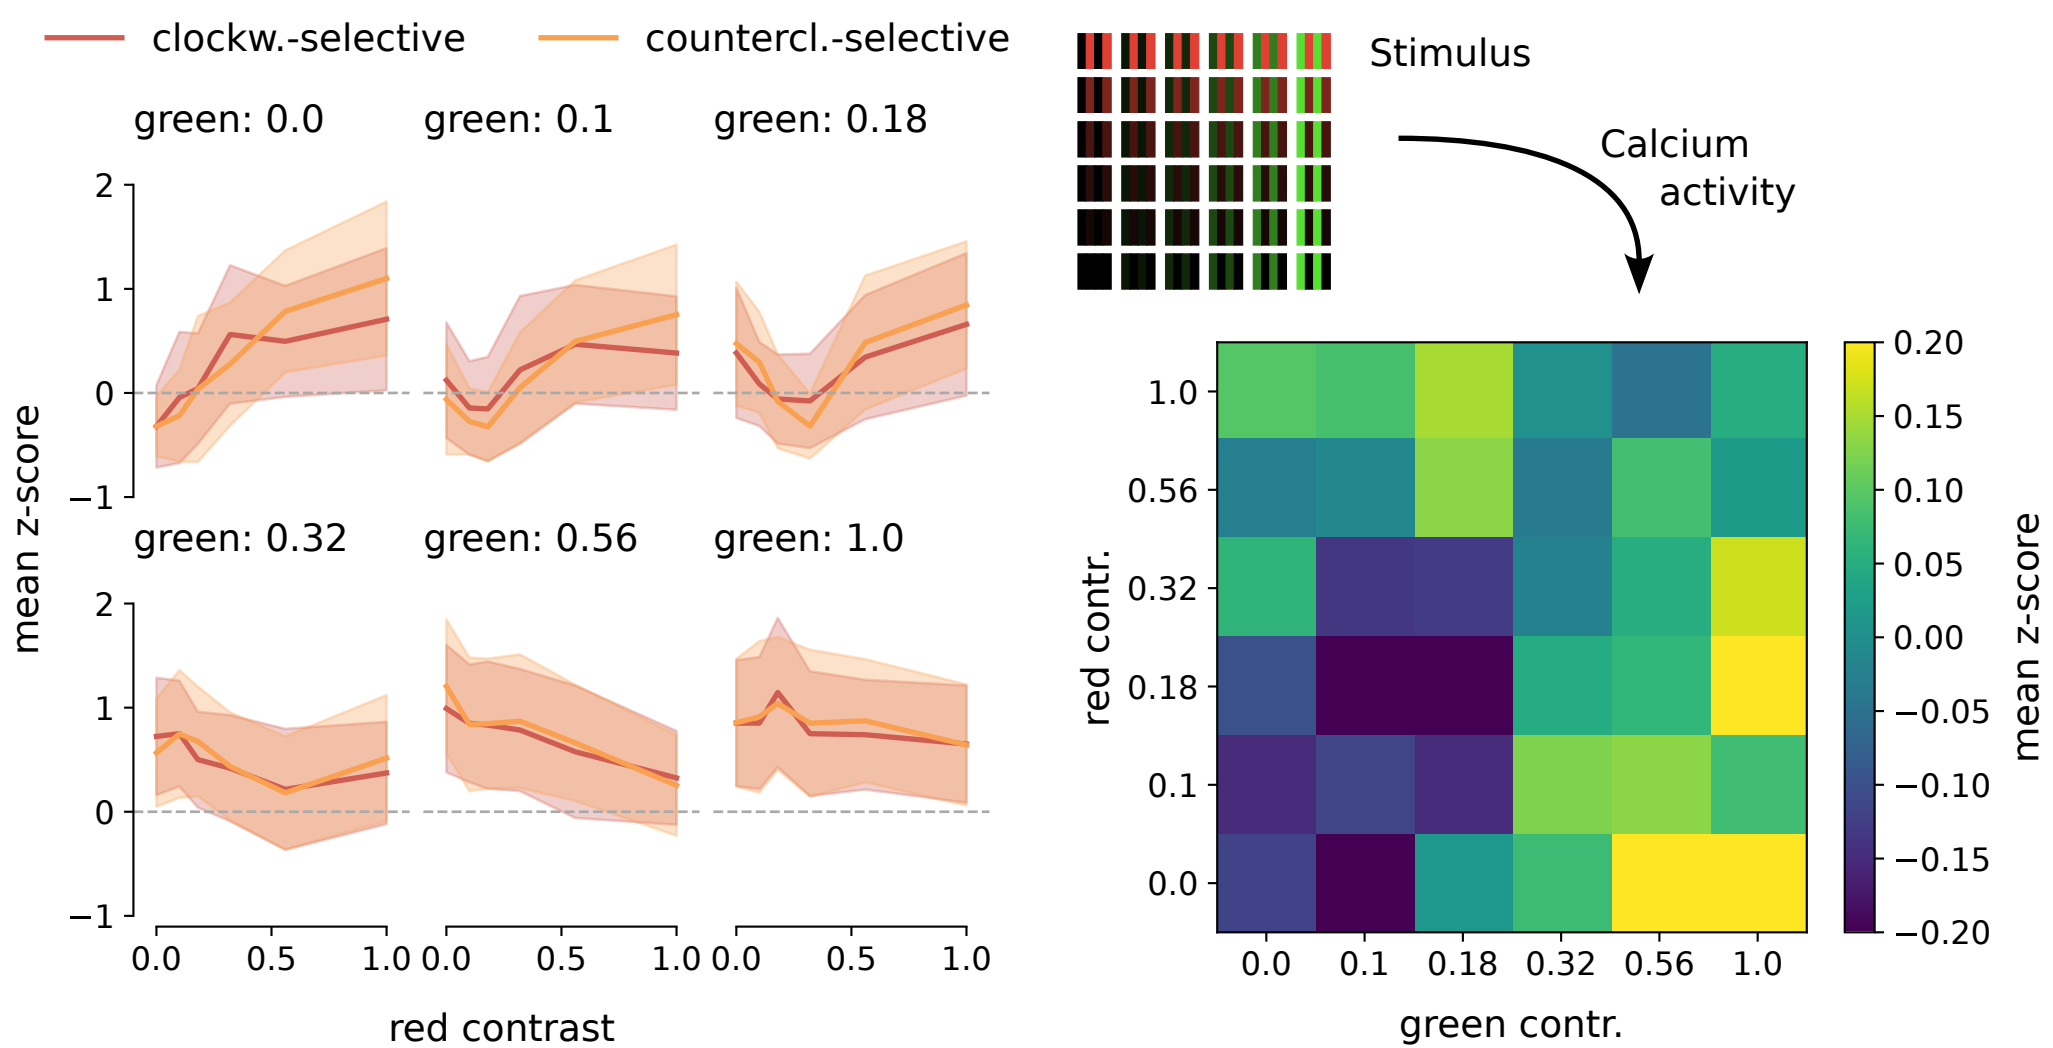 clockw.-selective countercl.-selective
green: 0.0 green: 0.1 green: 0.18
2
1
0
−1
green: 0.32 green: 0.56 green: 1.0
2
1
0
−1
0.0 0.5 1.0 0.0 0.5 1.0 0.0 0.5 1.0
mean z-score
red contrast
Stimulus
Calcium
activity
1.0
0.56
0.32
0.18
0.1
0.0
red contr.
0.0 0.1 0.18 0.32 0.56 1.0
green contr.
0.20
0.15
0.10
0.05
0.00
−0.05
−0.10
−0.15
−0.20
mean z-score